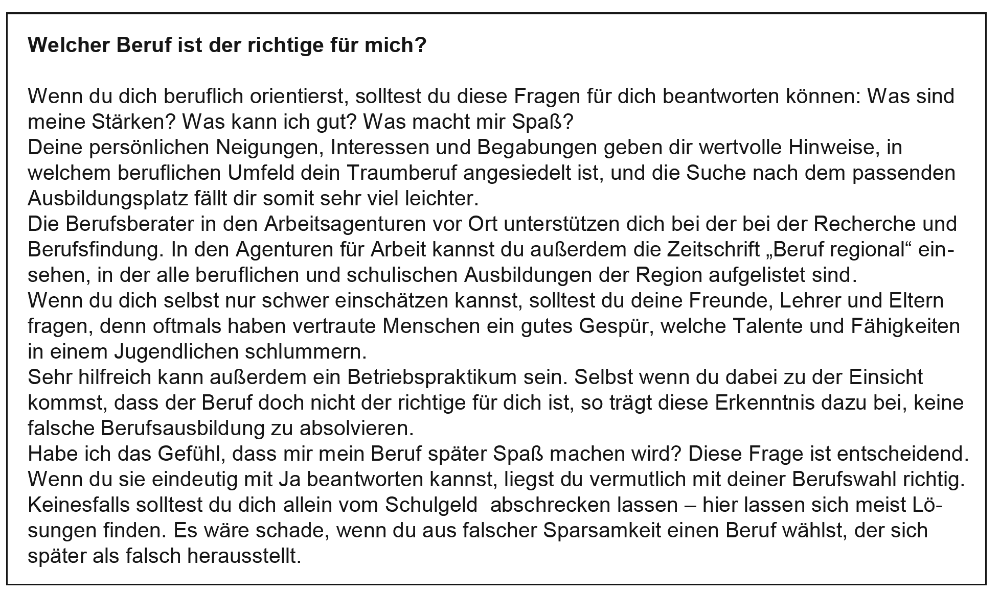 Welcher Beruf ist der richtige für mich?
Wenn du dich beruflich orientierst, solltest du diese Fragen für dich beantworten können: Was sind
meine Stärken? Was kann ich gut? Was macht mir Spaß?
Deine persönlichen Neigungen, Interessen und Begabungen geben dir wertvolle Hinweise, in
welchem beruflichen Umfeld dein Traumberuf angesiedelt ist, und die Suche nach dem passenden
Ausbildungsplatz fällt dir somit sehr viel leichter.
Die Berufsberater in den Arbeitsagenturen vor Ort unterstützen dich bei der bei der Recherche und
Berufsfindung. In den Agenturen für Arbeit kannst du außerdem die Zeitschrift „Beruf regional“ ein-
sehen, in der alle beruflichen und schulischen Ausbildungen der Region aufgelistet sind.
Wenn du dich selbst nur schwer einschätzen kannst, solltest du deine Freunde, Lehrer und Eltern
fragen, denn oftmals haben vertraute Menschen ein gutes Gespür, welche Talente und Fähigkeiten
in einem Jugendlichen schlummern.
Sehr hilfreich kann außerdem ein Betriebspraktikum sein. Selbst wenn du dabei zu der Einsicht
kommst, dass der Beruf doch nicht der richtige für dich ist, so trägt diese Erkenntnis dazu bei, keine
falsche Berufsausbildung zu absolvieren.
Habe ich das Gefühl, dass mir mein Beruf später Spaß machen wird? Diese Frage ist entscheidend.
Wenn du sie eindeutig mit Ja beantworten kannst, liegst du vermutlich mit deiner Berufswahl richtig.
Keinesfalls solltest du dich allein vom Schulgeld  abschrecken lassen – hier lassen sich meist Lö-
sungen finden. Es wäre schade, wenn du aus falscher Sparsamkeit einen Beruf wählst, der sich
später als falsch herausstellt.